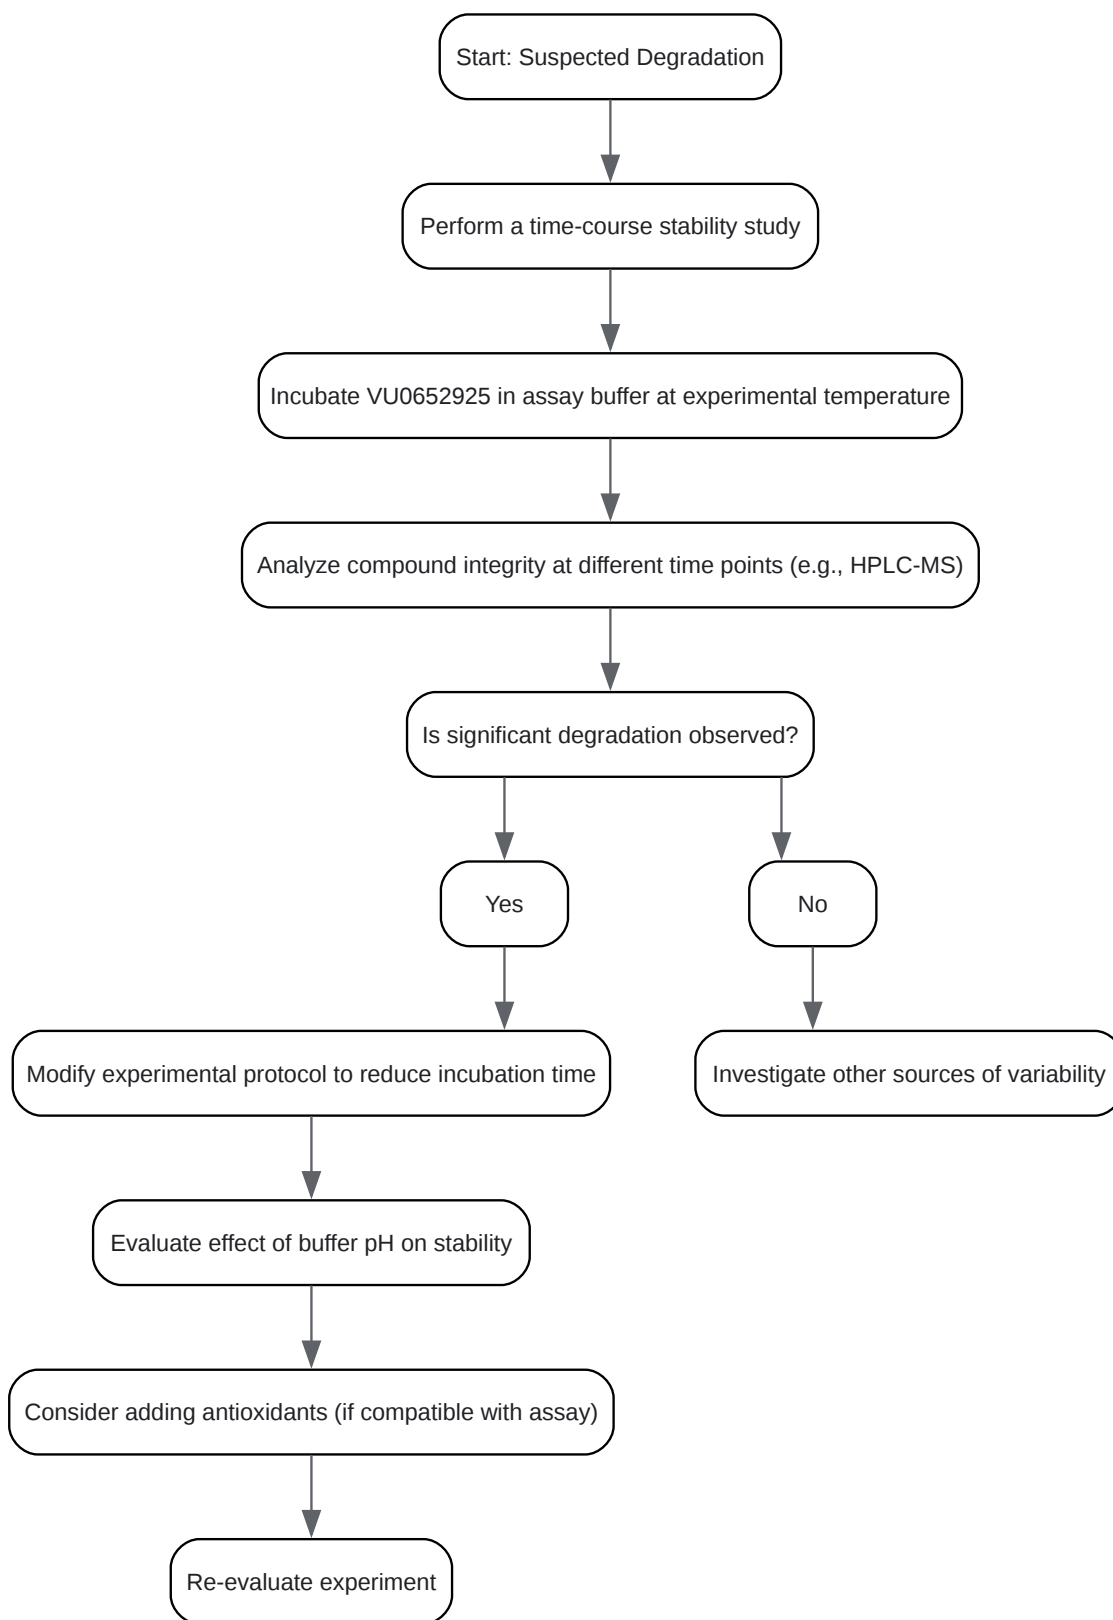 Start: Suspected Degradation
Perform a time-course stability study
Incubate VU0652925 in assay buffer at experimental temperature
Analyze compound integrity at different time points (e.g., HPLC-MS)
Is significant degradation observed?
Yes
No
Modify experimental protocol to reduce incubation time
Investigate other sources of variability
Evaluate effect of buffer pH on stability
Consider adding antioxidants (if compatible with assay)
Re-evaluate experiment